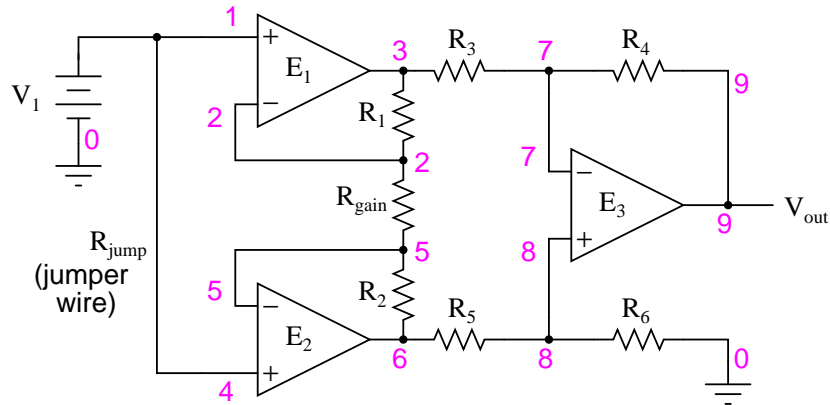 1
3
R3
7
R4
+
E1
V1
−
R1
9
2
0
2
7
−
Rgain
E3
Vout
Rjump
(jumper
wire)
5
8
+
9
5
−
R2
R5
R6
E2
0
4
+
6
8